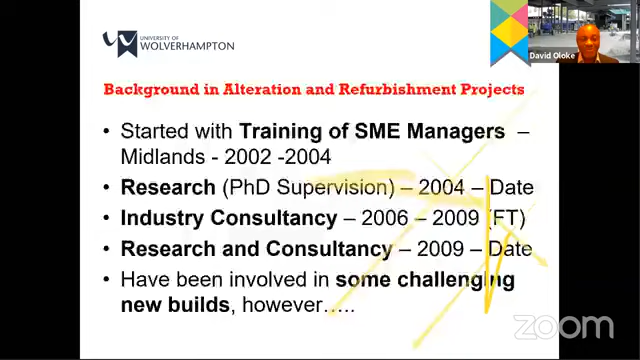 UNIVERSITY OF
WOLVERHAMPTON
David Oloke
Background in Alteration and Refurbishment Projects
• Started with Training of SME Managers –
Midlands - 2002 -2004
• Research (PhD Supervision) – 2004 – Date
• Industry Consultancy – 2006 – 2009 (FT)
• Research and Consultancy – 2009 – Date
• Have been involved in some challenging
new builds, however…..
zoom